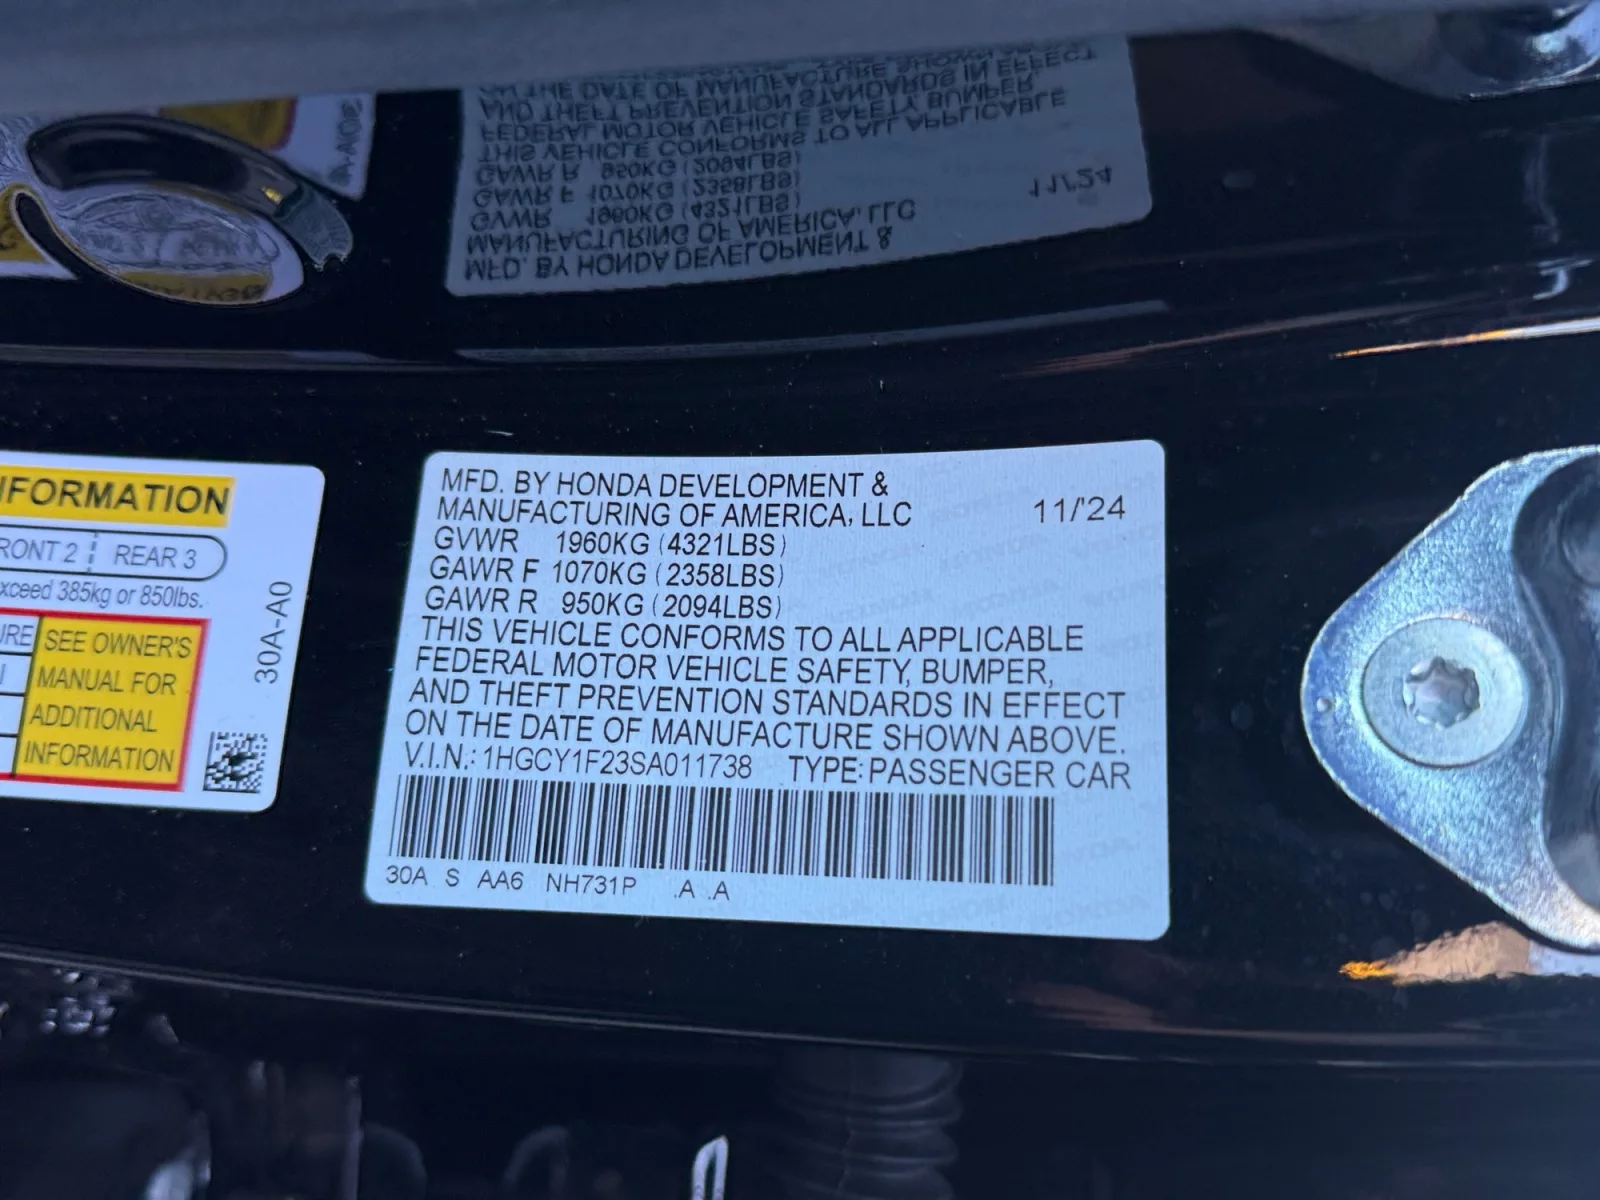 NFORMATION
RONT 2 REAR 3
xceed 385kg or 850lbs.
URE
SEE OWNER'S
MANUAL FOR
ADDITIONAL
INFORMATION
30A-A0
MFD. BY HONDA DEVELOPMENT &
MANUFACTURING OF AMERICA, LLC 11/'24
GVWR 1960KG (4321LBS)
GAWR F 1070KG (2358LBS)
GAWR R 950KG (2094LBS)
THIS VEHICLE CONFORMS TO ALL APPLICABLE
FEDERAL MOTOR VEHICLE SAFETY, BUMPER,
AND THEFT PREVENTION STANDARDS IN EFFECT
ON THE DATE OF MANUFACTURE SHOWN ABOVE.
V.I.N.: 1HGCY1F23SA011738 TYPE: PASSENGER CAR
30A S AA6 NH731P .A .A